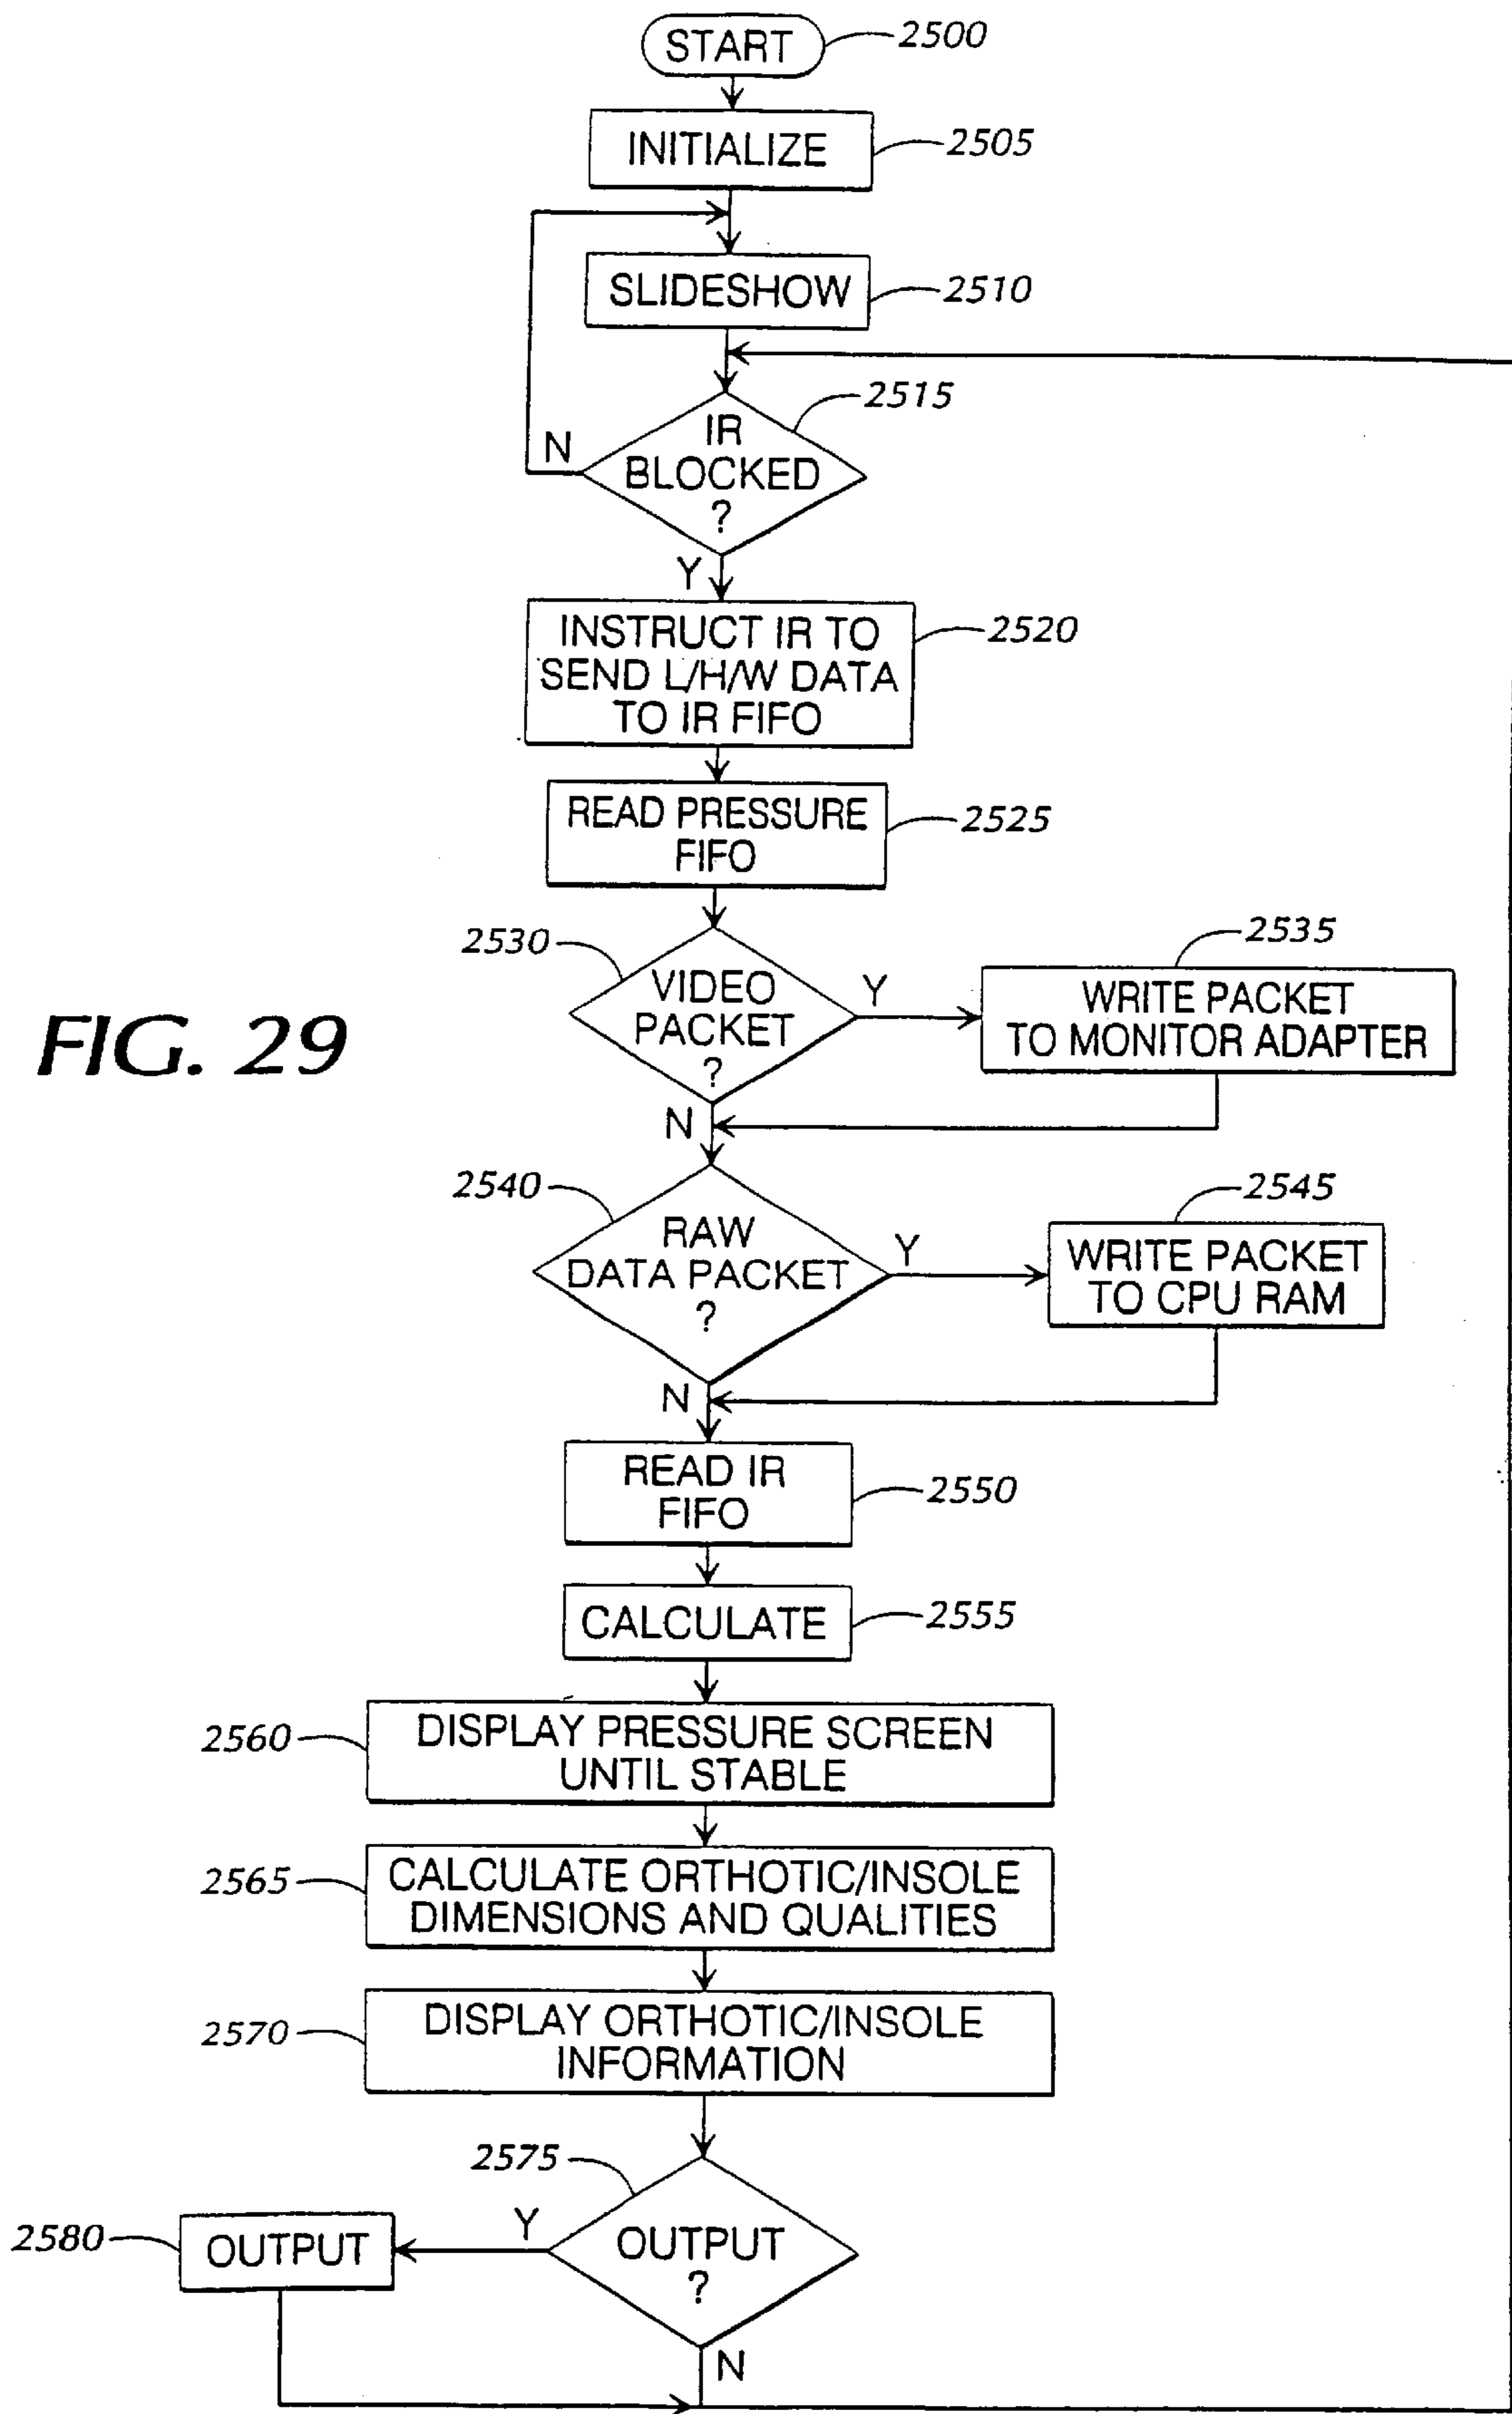 START
2500
INITIALIZE
2505
SLIDESHOW
2510
2515
IR
BLOCKED
?
N
Y
INSTRUCT IR TO
SEND L/H/W DATA
TO IR FIFO
2520
READ PRESSURE
FIFO
2525
2530
VIDEO
PACKET
?
Y
2535
WRITE PACKET
TO MONITOR ADAPTER
FIG. 29
N
2540
RAW
DATA PACKET
?
Y
2545
WRITE PACKET
TO CPU RAM
N
READ IR
FIFO
2550
CALCULATE
2555
2560
DISPLAY PRESSURE SCREEN
UNTIL STABLE
2565
CALCULATE ORTHOTIC/INSOLE
DIMENSIONS AND QUALITIES
2570
DISPLAY ORTHOTIC/INSOLE
INFORMATION
2575
OUTPUT
?
Y
2580
OUTPUT
N